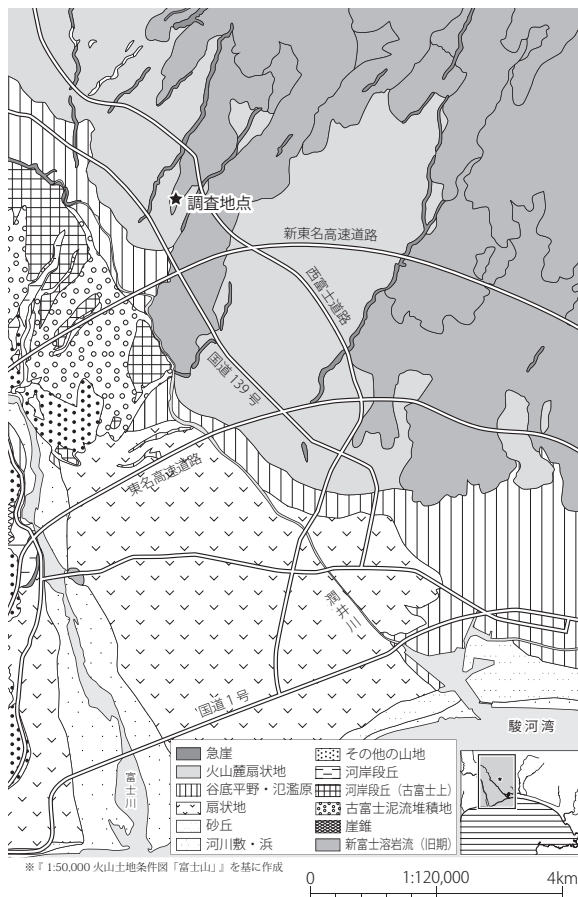 調査地点
新東名高速道路
西富士道路
国道 139 号
東名高速道路
潤井川
国道 1 号
駿河湾
富士川
急崖
火山麓扇状地
谷底平野・氾濫原
扇状地
砂丘
河川敷・浜
その他の山地
河岸段丘
河岸段丘（古富士上）
古富士泥流堆積地
崖錐
新富士溶岩流（旧期）
※『 1:50,000 火山土地条件図「富士山」』を基に作成
0 1:120,000 4km